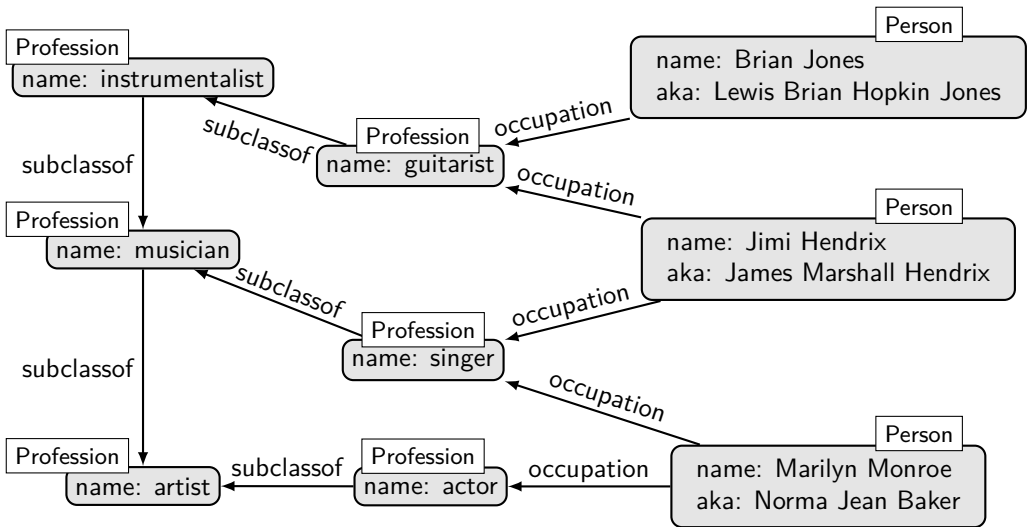 Person
Profession
name: Brian Jones
name: instrumentalist
aka: Lewis Brian Hopkin Jones
occupation
subclassof
Profession
subclassof
name: guitarist
occupation
Profession
Person
name: musician
name: Jimi Hendrix
aka: James Marshall Hendrix
subclassof
occupation
Profession
name: singer
subclassof
occupation
Person
Profession
Profession
subclassof
occupation
name: Marilyn Monroe
name: artist
name: actor
aka: Norma Jean Baker